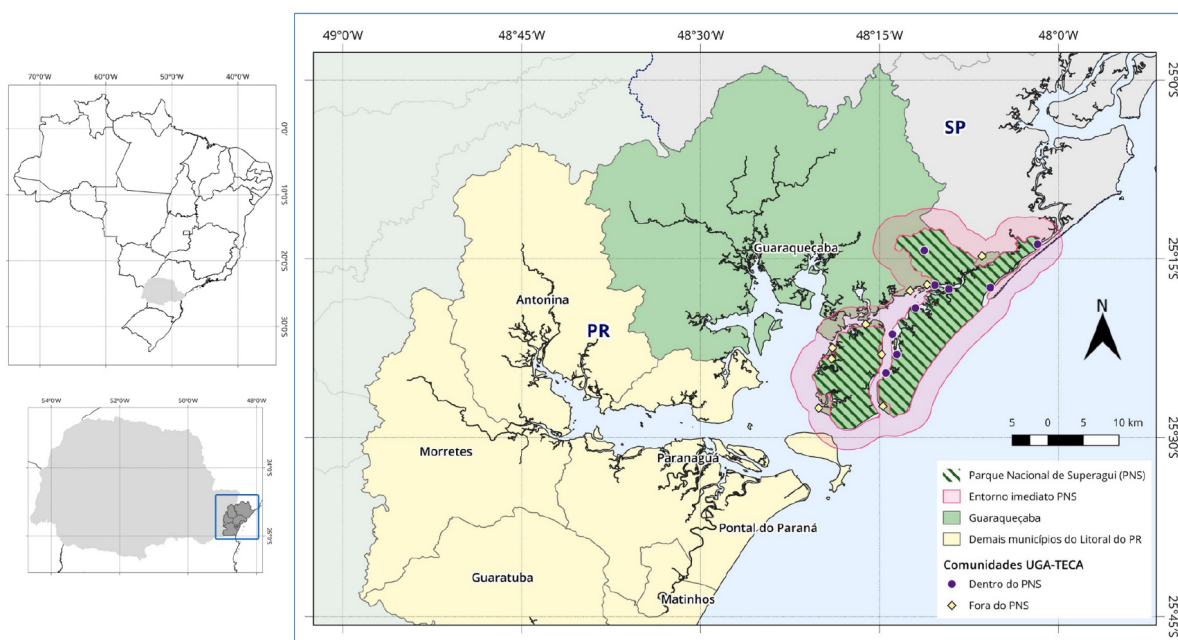 70°0'W 60°0'W 50°0'W 40°0'W
0°0'
10°0'S
20°0'S
30°0'S
54°0'W 52°0'W 50°0'W 48°0'W
24°0'S
26°0'S
49°0'W 48°45'W 48°30'W 48°15'W 48°0'W
25°0'S
25°15'S
25°30'S
25°45'S
SP
Guaraqueçaba
Antonina
PR
N
Morretes
Paranaguá
Pontal do Paraná
Guaratuba
Matinhos
5 0 5 10 km
Parque Nacional de Superagui (PNS)
Entorno imediato PNS
Guaraqueçaba
Demais municípios do Litoral do PR
Comunidades UGA-TECA
Dentro do PNS
Fora do PNS